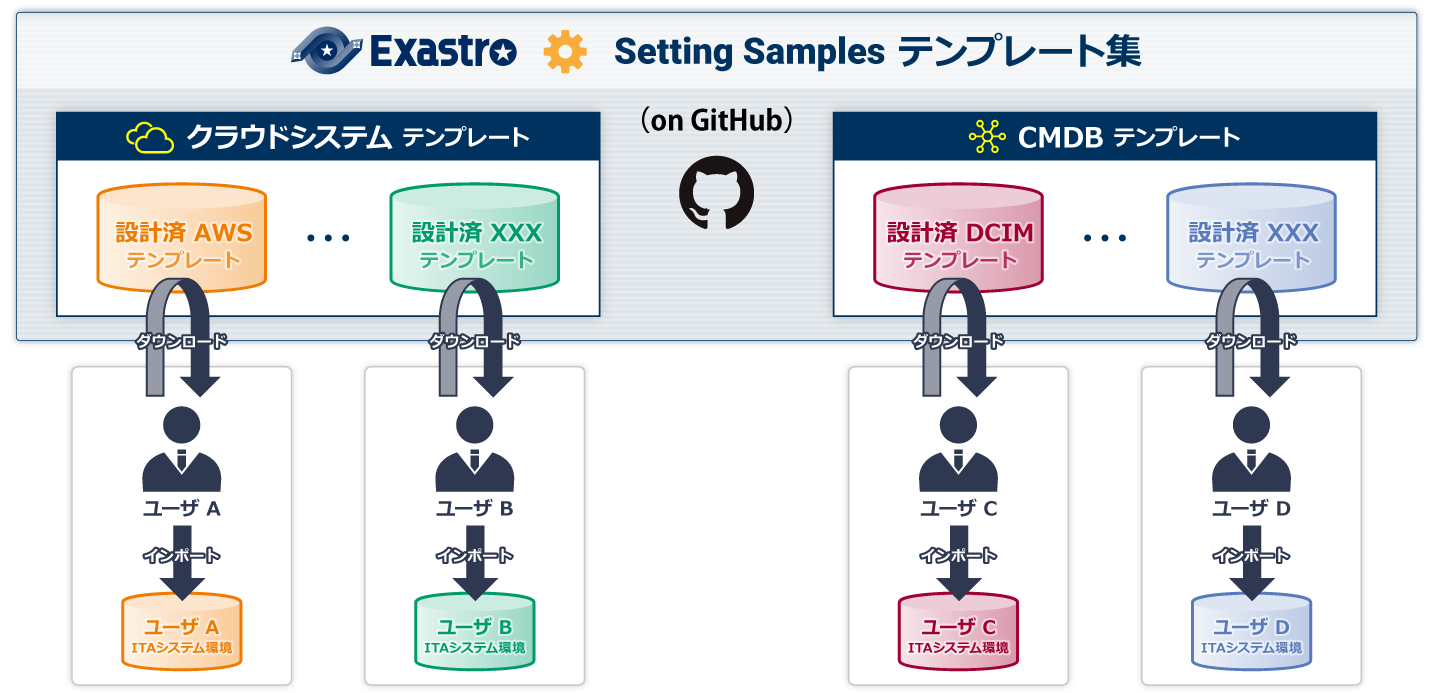 Exastro Setting Samples テンプレート集
（on GitHub）
クラウドシステム テンプレート
設計済 AWS
テンプレート
・・・
設計済 XXX
テンプレート
CMDB テンプレート
設計済 DCIM
テンプレート
・・・
設計済 XXX
テンプレート
ダウンロード
ダウンロード
ダウンロード
ダウンロード
ユーザ A
ユーザ B
ユーザ C
ユーザ D
インポート
インポート
インポート
インポート
ユーザ A
ITAシステム環境
ユーザ B
ITAシステム環境
ユーザ C
ITAシステム環境
ユーザ D
ITAシステム環境